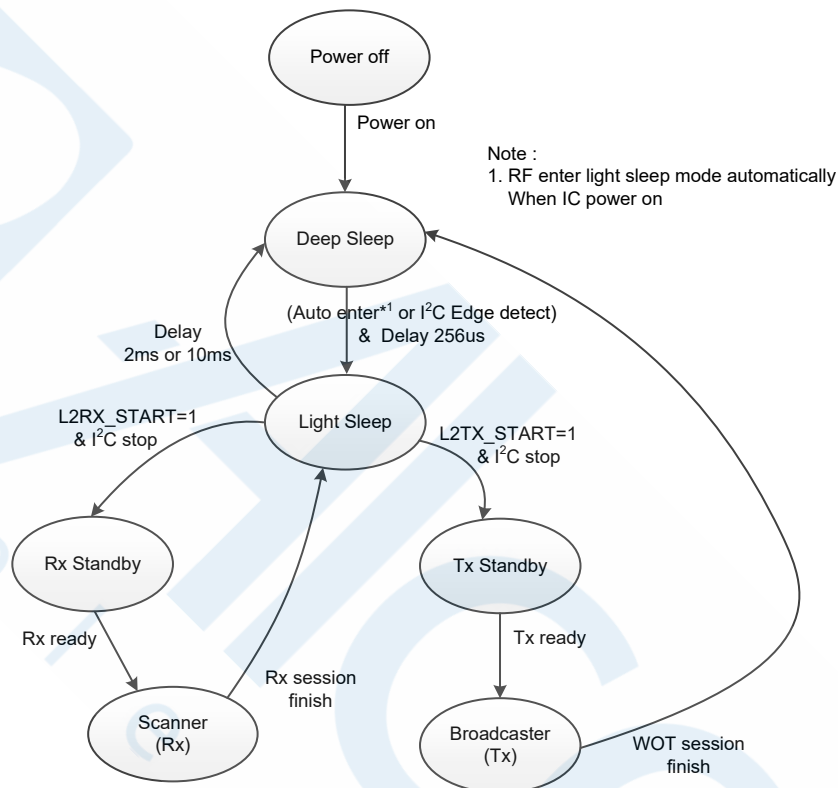 Power off
Power on
Note :
1. RF enter light sleep mode automatically
When IC power on
Deep Sleep
(Auto enter*¹ or I²C Edge detect)
& Delay 256us
Delay
2ms or 10ms
Light Sleep
L2RX_START=1
& I²C stop
L2TX_START=1
& I²C stop
Rx Standby
Tx Standby
Rx ready
Tx ready
Rx session
finish
Scanner
(Rx)
Broadcaster
(Tx)
WOT session
finish